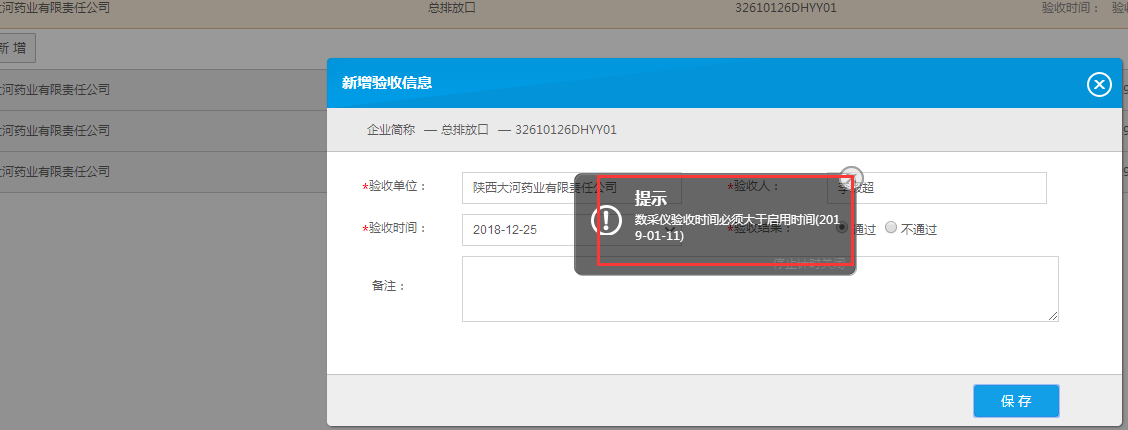 河药业有限责任公司
总排放口
32610126DHYY01
验收时间：
新 增
河药业有限责任公司
河药业有限责任公司
河药业有限责任公司
新增验收信息
企业简称 — 总排放口 — 32610126DHYY01
*验收单位： 陕西大河药业有限责任公司
*验收人：
*验收时间： 2018-12-25
*验收结果： 通过 不通过
提示
数采仪验收时间必须大于启用时间(201
9-01-11)
停止计时关闭
备注：
保 存